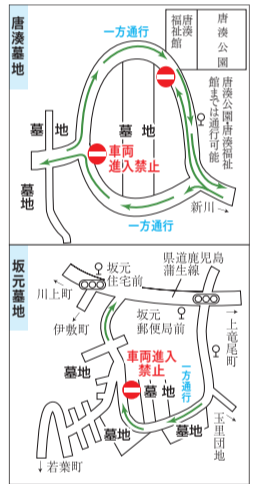 唐湊墓地
一方通行
唐湊
福祉館
唐湊公園
唐湊公園・唐湊福祉
館までは通行可能
墓地
墓地
車両
進入禁止
墓地
新川
一方通行
坂元墓地
坂元
住宅前
県道鹿児島
蒲生線
川上町
伊敷町
坂元
郵便局前
上竜尾町
車両進入
禁止
一方通行
墓地
墓地
墓地
墓地
玉里団地
若葉町